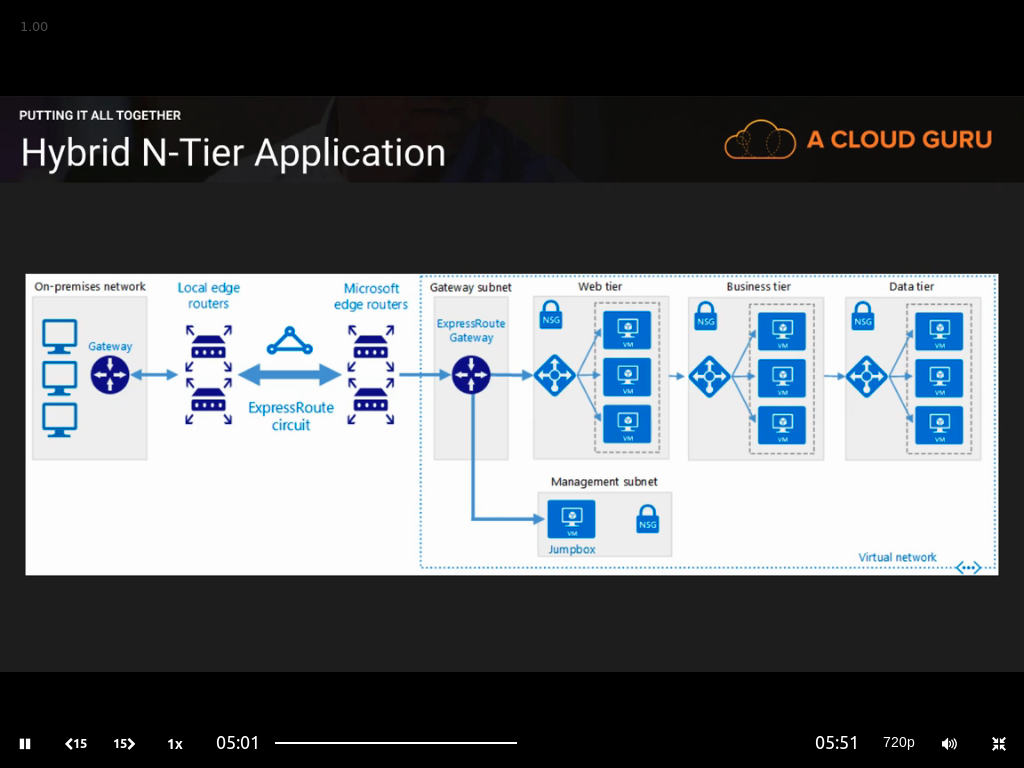 1.00
PUTTING IT ALL TOGETHER
Hybrid N-Tier Application
A CLOUD GURU
On-premises network
Local edge
routers
Microsoft
edge routers
Gateway subnet
Web tier
Business tier
Data tier
Gateway
ExpressRoute
Gateway
ExpressRoute
circuit
NSG
VM
VM
VM
NSG
VM
VM
VM
NSG
VM
VM
VM
Management subnet
VM
Jumpbox
NSG
Virtual network
15
15
1x
05:01
05:51
720p